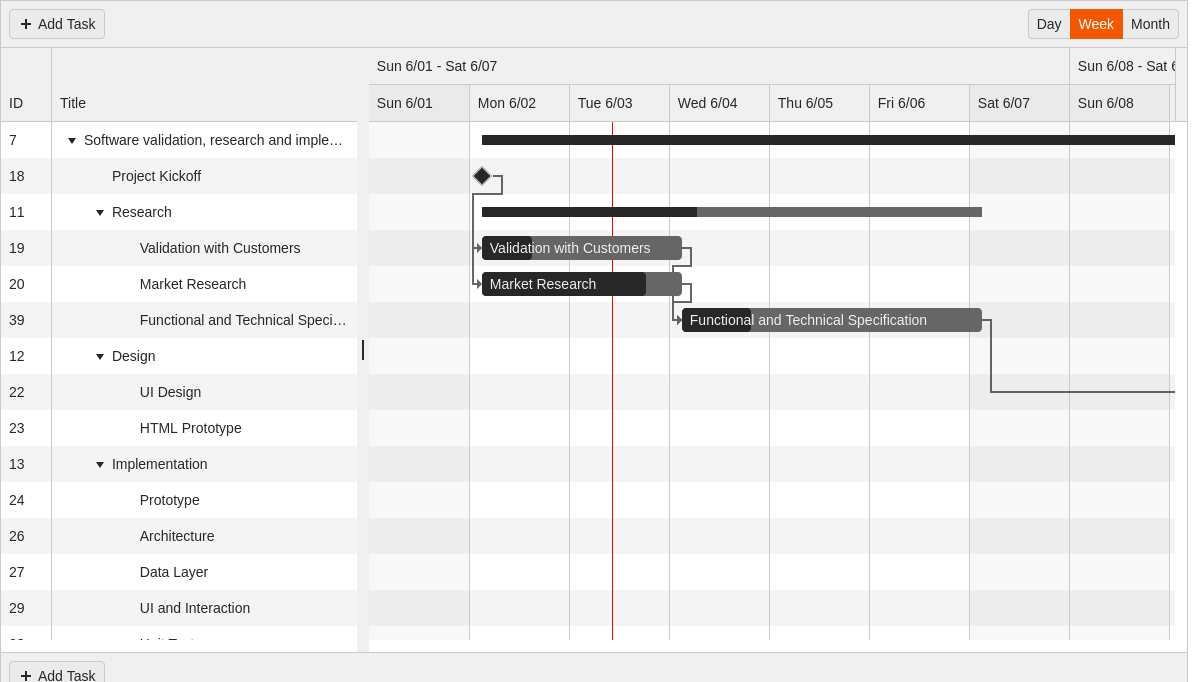 Add Task
Day Week Month
Sun 6/01 - Sat 6/07 Sun 6/08 - Sat 6
ID Title Sun 6/01 Mon 6/02 Tue 6/03 Wed 6/04 Thu 6/05 Fri 6/06 Sat 6/07 Sun 6/08
7 Software validation, research and imple…
18 Project Kickoff
11 Research
19 Validation with Customers Validation with Customers
20 Market Research Market Research
39 Functional and Technical Speci… Functional and Technical Specification
12 Design
22 UI Design
23 HTML Prototype
13 Implementation
24 Prototype
26 Architecture
27 Data Layer
29 UI and Interaction
Add Task